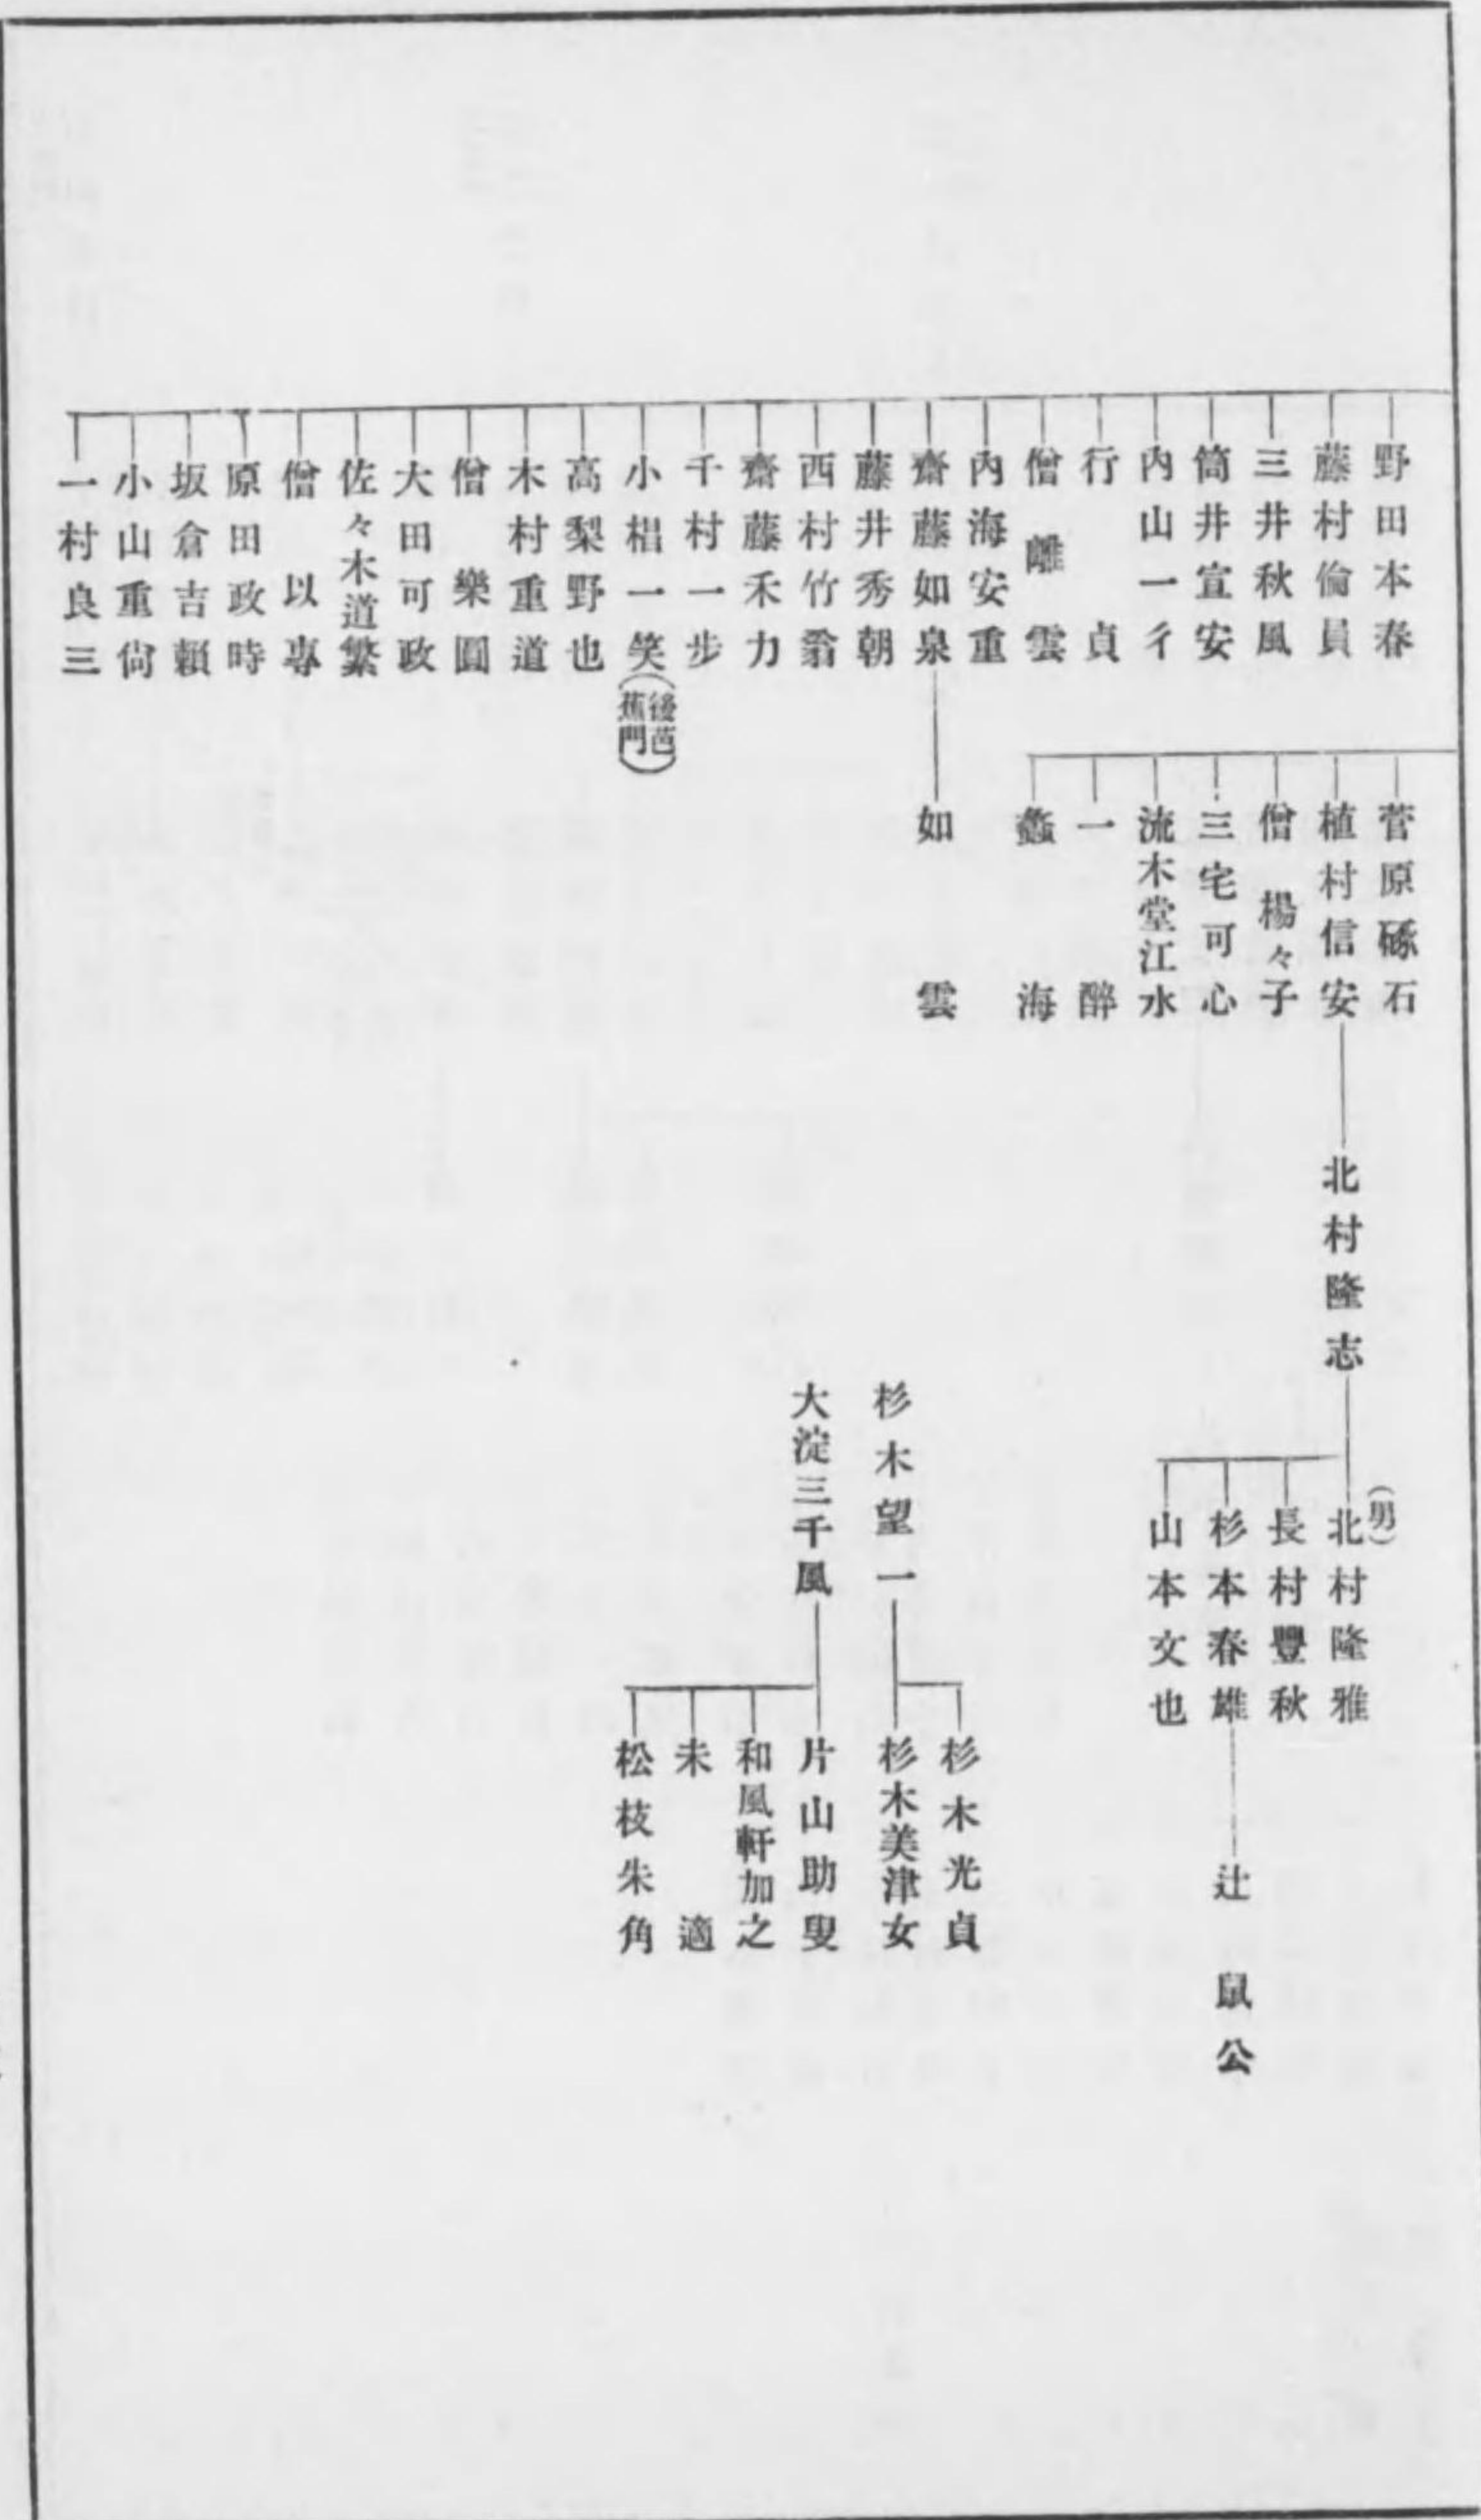 野田本春
藤村倫員
三井秋風
筒井宣安
内山一彳
行貞
僧離雲
內海安重
齋藤如泉
藤井秀朝
西村竹翁
齋藤禾力
千村一步
小椙一笑(後芭蕉門)
高梨野也
木村重道
僧樂圓
大田可政
佐々木道繁
僧以專
原田政時
坂倉吉賴
小山重尙
一村良三
菅原硺石
植村信安
僧楊々子
三宅可心
流木堂江水
一醉
蠡海
如雲
北村隆志
(男)
北村隆雅
長村豐秋
杉本春雄
山本文也
辻鼠公
杉木望一
大淀三千風
杉木光貞
杉木美津女
片山助叟
和風軒加之
未適
松枝朱角